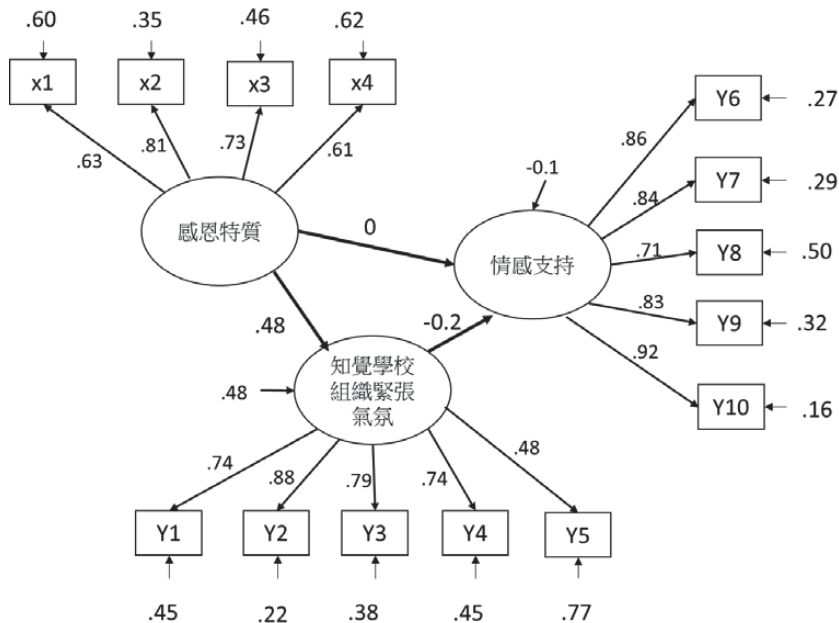 .60
.35
.46
.62
x1
x2
x3
x4
.63
.81
.73
.61
感恩特質
0
.48
-0.1
情感支持
.86
.84
.71
.83
.92
Y6
.27
Y7
.29
Y8
.50
Y9
.32
Y10
.16
-0.2
.48
知覺學校
組織緊張
氣氛
.74
.88
.79
.74
.48
Y1
Y2
Y3
Y4
Y5
.45
.22
.38
.45
.77